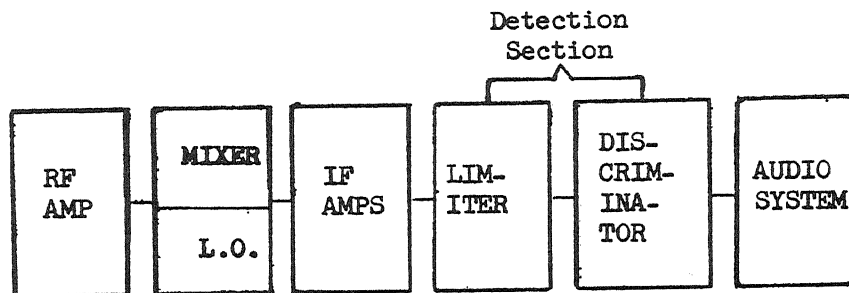 Detection
Section
RF
AMP
MIXER
L.O.
IF
AMPS
LIM-
ITER
DIS-
CRIM-
INA-
TOR
AUDIO
SYSTEM